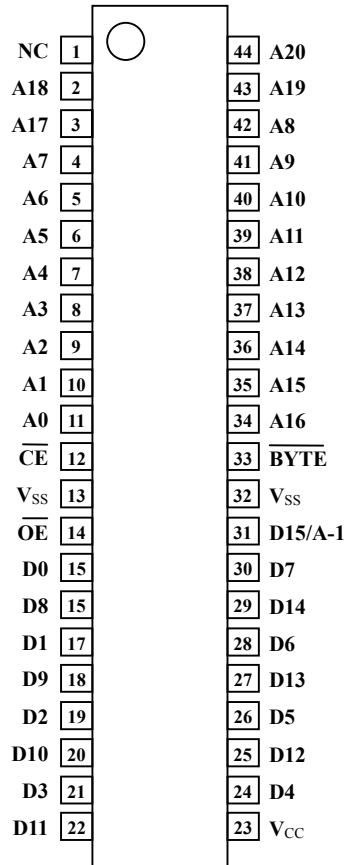 NC 1 44 A20
A18 2 43 A19
A17 3 42 A8
A7 4 41 A9
A6 5 40 A10
A5 6 39 A11
A4 7 38 A12
A3 8 37 A13
A2 9 36 A14
A1 10 35 A15
A0 11 34 A16
C̅E̅ 12 33 B̅Y̅T̅E̅
VSS 13 32 VSS
O̅E̅ 14 31 D15/A-1
D0 15 30 D7
D8 15 29 D14
D1 17 28 D6
D9 18 27 D13
D2 19 26 D5
D10 20 25 D12
D3 21 24 D4
D11 22 23 VCC